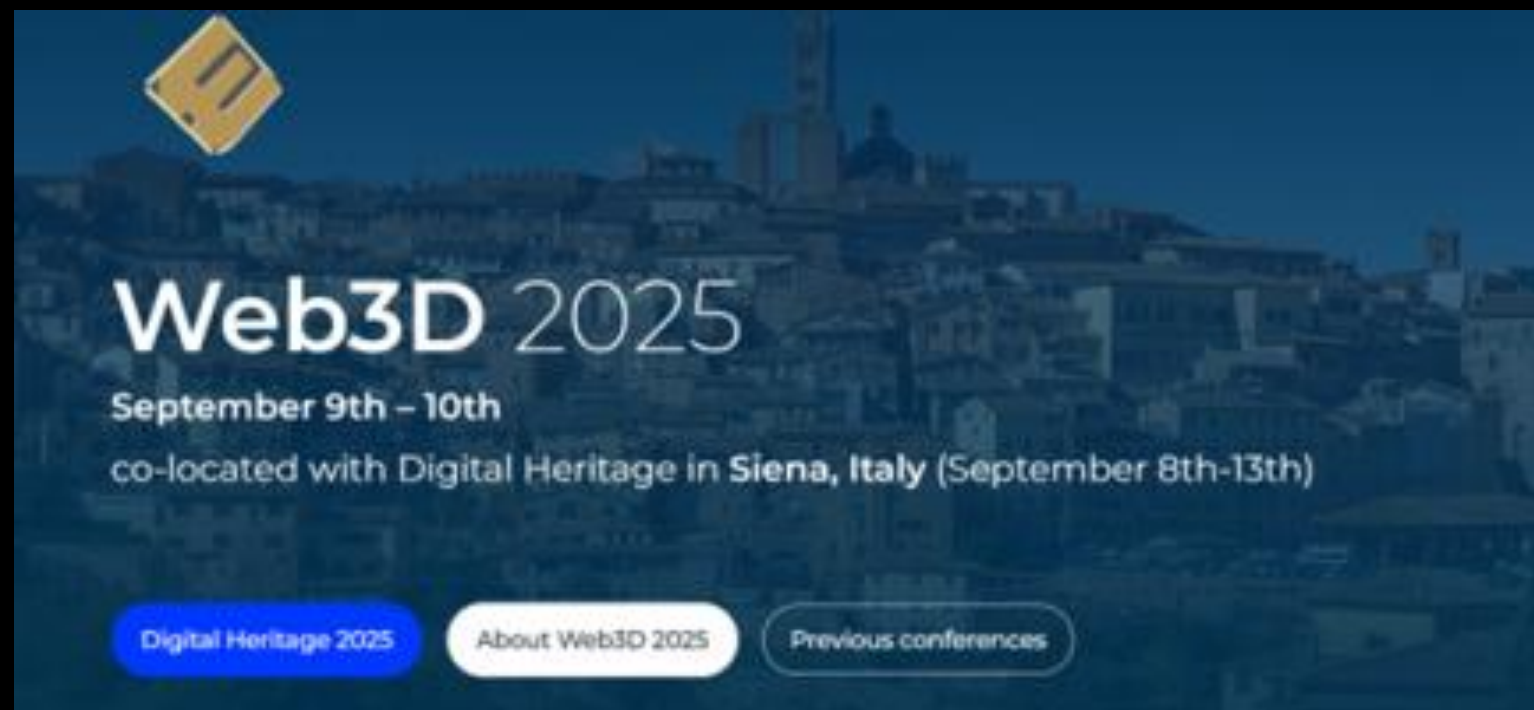 Web3D 2025
September 9th – 10th
co-located with Digital Heritage in Siena, Italy (September 8th-13th)
Digital Heritage 2025
About Web3D 2025
Previous conferences